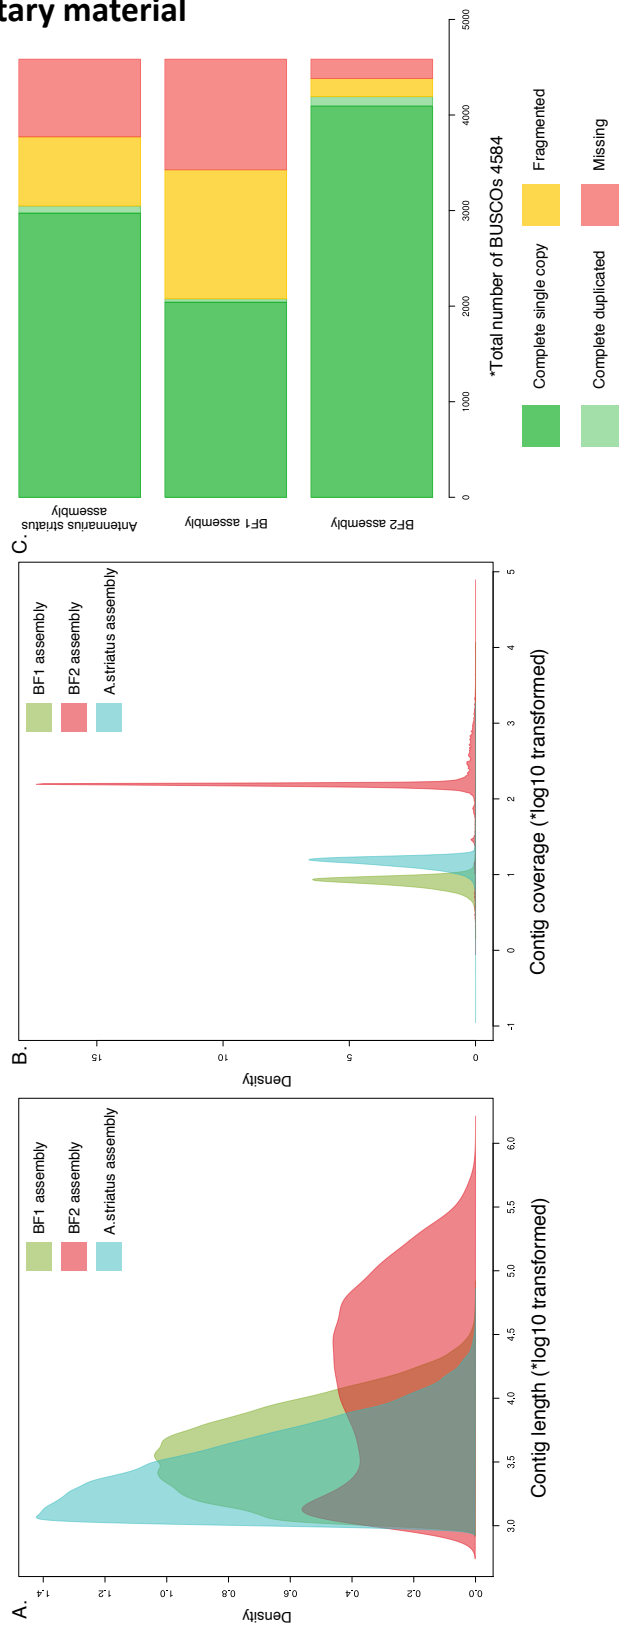 tary material
A.
Density
0.0 0.2 0.4 0.6 0.8 1.0 1.2 1.4
3.0 3.5 4.0 4.5 5.0 5.5 6.0
Contig length (*log10 transformed)
BF1 assembly
BF2 assembly
A.striatus assembly
B.
Density
0 5 10 15
-1 0 1 2 3 4 5
Contig coverage (*log10 transformed)
BF1 assembly
BF2 assembly
A.striatus assembly
C.
Antennarius striatus
assembly
BF1 assembly
BF2 assembly
0 1000 2000 3000 4000 5000
*Total number of BUSCOs 4584
Complete single copy
Fragmented
Complete duplicated
Missing